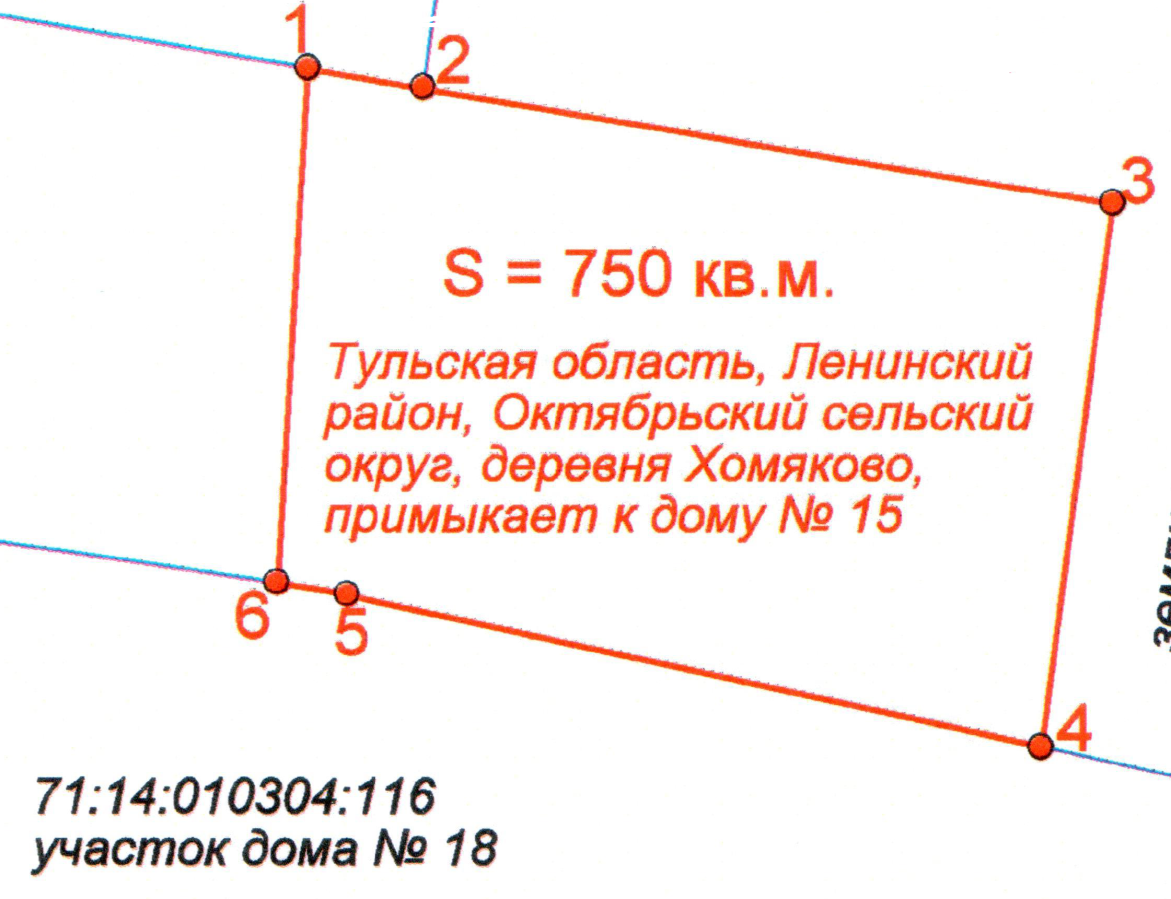 1
2
3
S = 750 кв.м.
Тульская область, Ленинский
район, Октябрьский сельский
округ, деревня Хомяково,
примыкает к дому № 15
6
5
4
71:14:010304:116
участок дома № 18